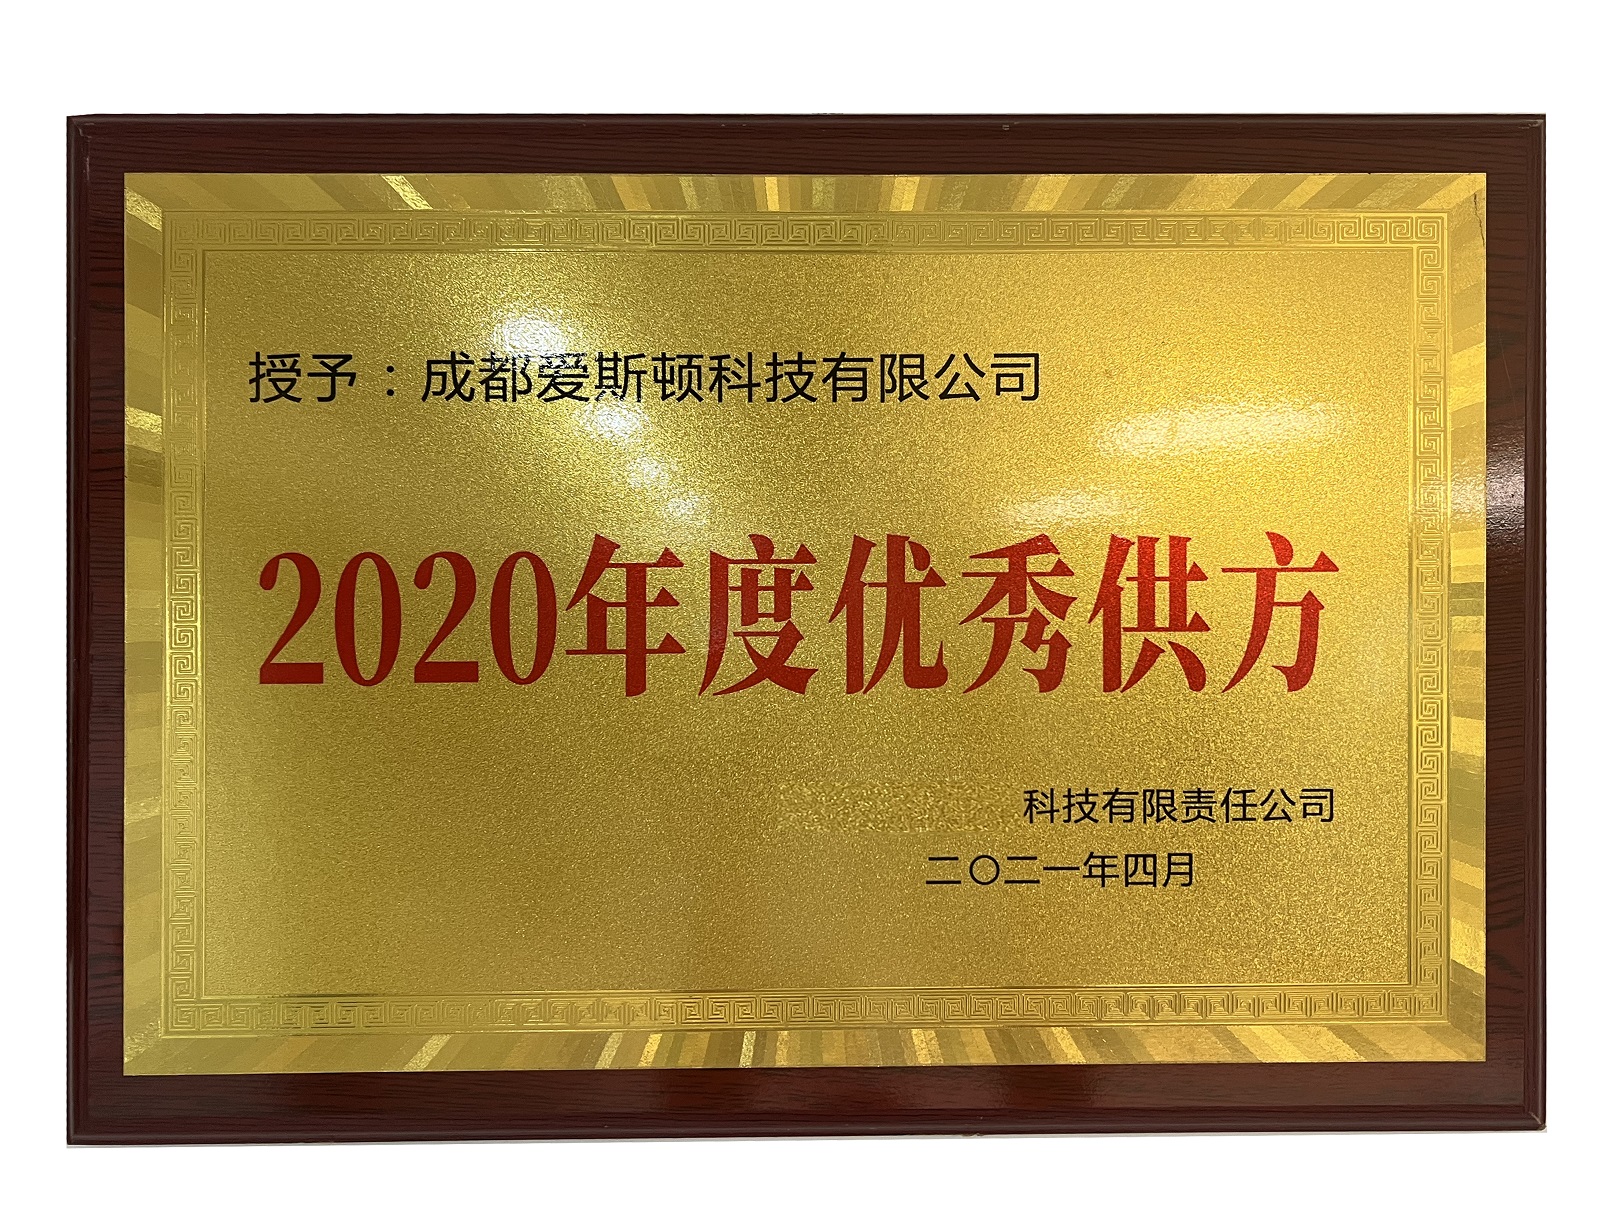 授予：成都爱斯顿科技有限公司
2020年度优秀供方
科技有限责任公司
二〇二一年四月